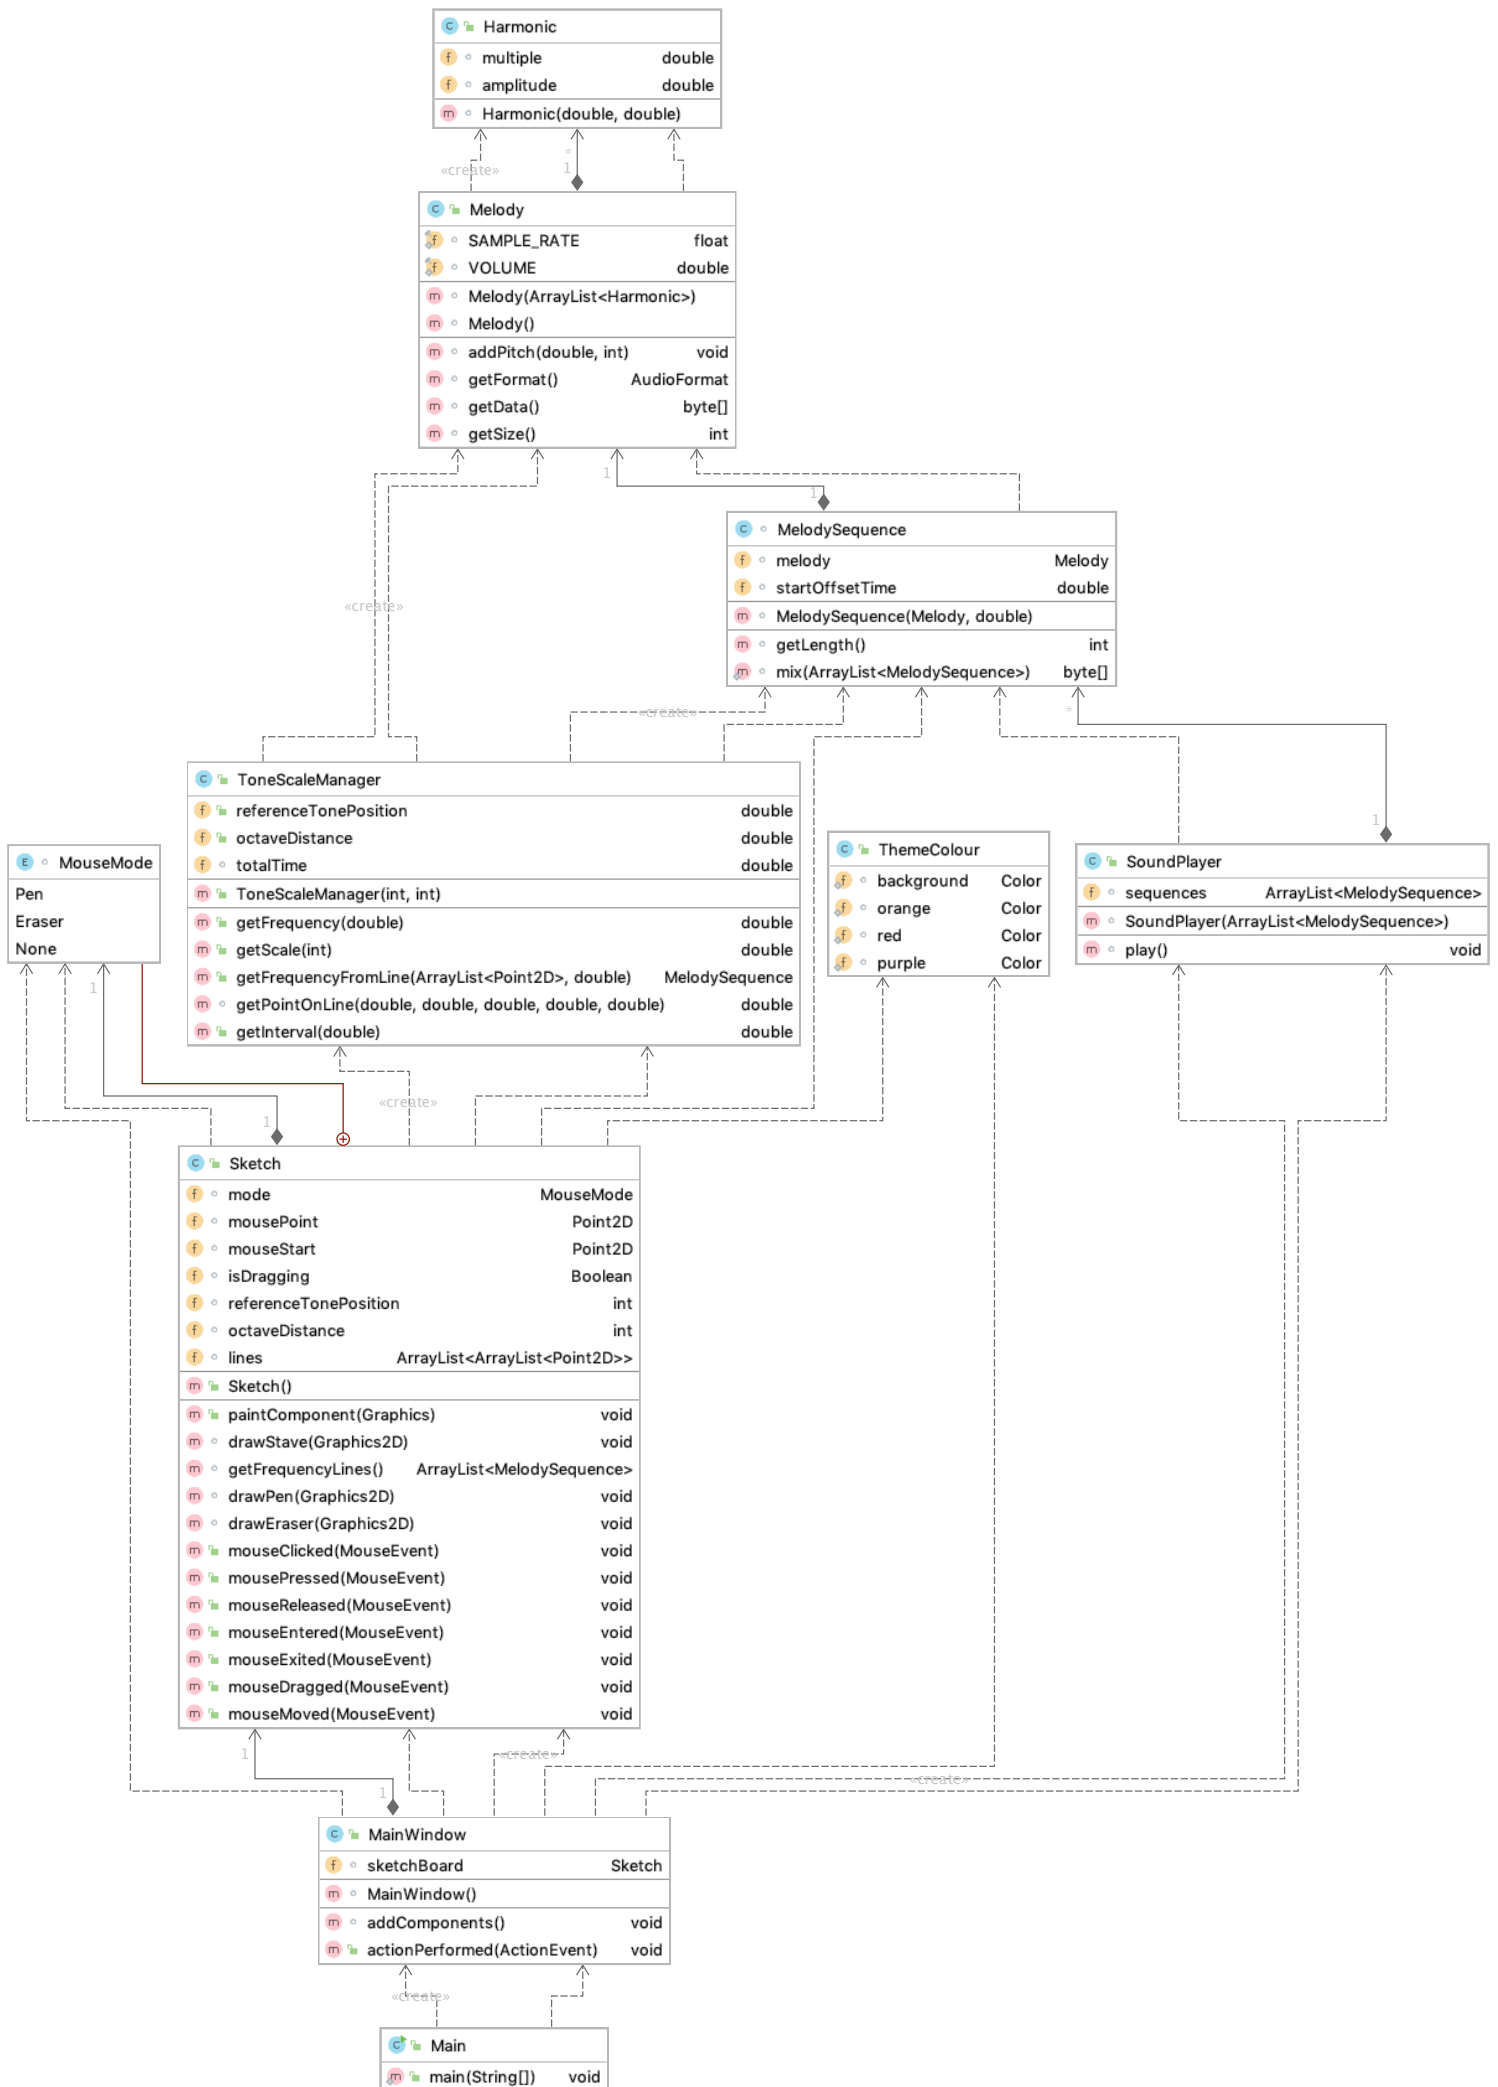 Harmonic
multiple double
amplitude double
Harmonic(double, double)
«create»
*
1
Melody
SAMPLE_RATE float
VOLUME double
Melody(ArrayList<Harmonic>)
Melody()
addPitch(double, int) void
getFormat() AudioFormat
getData() byte[]
getSize() int
1
1
MelodySequence
melody Melody
startOffsetTime double
MelodySequence(Melody, double)
getLength() int
mix(ArrayList<MelodySequence>) byte[]
«create»
«create»
*
1
ToneScaleManager
referenceTonePosition double
octaveDistance double
totalTime double
ToneScaleManager(int, int)
getFrequency(double) double
getScale(int) double
getFrequencyFromLine(ArrayList<Point2D>, double) MelodySequence
getPointOnLine(double, double, double, double, double) double
getInterval(double) double
MouseMode
Pen
Eraser
None
ThemeColour
background Color
orange Color
red Color
purple Color
SoundPlayer
sequences ArrayList<MelodySequence>
SoundPlayer(ArrayList<MelodySequence>)
play() void
1
1
«create»
Sketch
mode MouseMode
mousePoint Point2D
mouseStart Point2D
isDragging Boolean
referenceTonePosition int
octaveDistance int
lines ArrayList<ArrayList<Point2D>>
Sketch()
paintComponent(Graphics) void
drawStave(Graphics2D) void
getFrequencyLines() ArrayList<MelodySequence>
drawPen(Graphics2D) void
drawEraser(Graphics2D) void
mouseClicked(MouseEvent) void
mousePressed(MouseEvent) void
mouseReleased(MouseEvent) void
mouseEntered(MouseEvent) void
mouseExited(MouseEvent) void
mouseDragged(MouseEvent) void
mouseMoved(MouseEvent) void
1
«create»
«create»
1
MainWindow
sketchBoard Sketch
MainWindow()
addComponents() void
actionPerformed(ActionEvent) void
«create»
Main
main(String[]) void